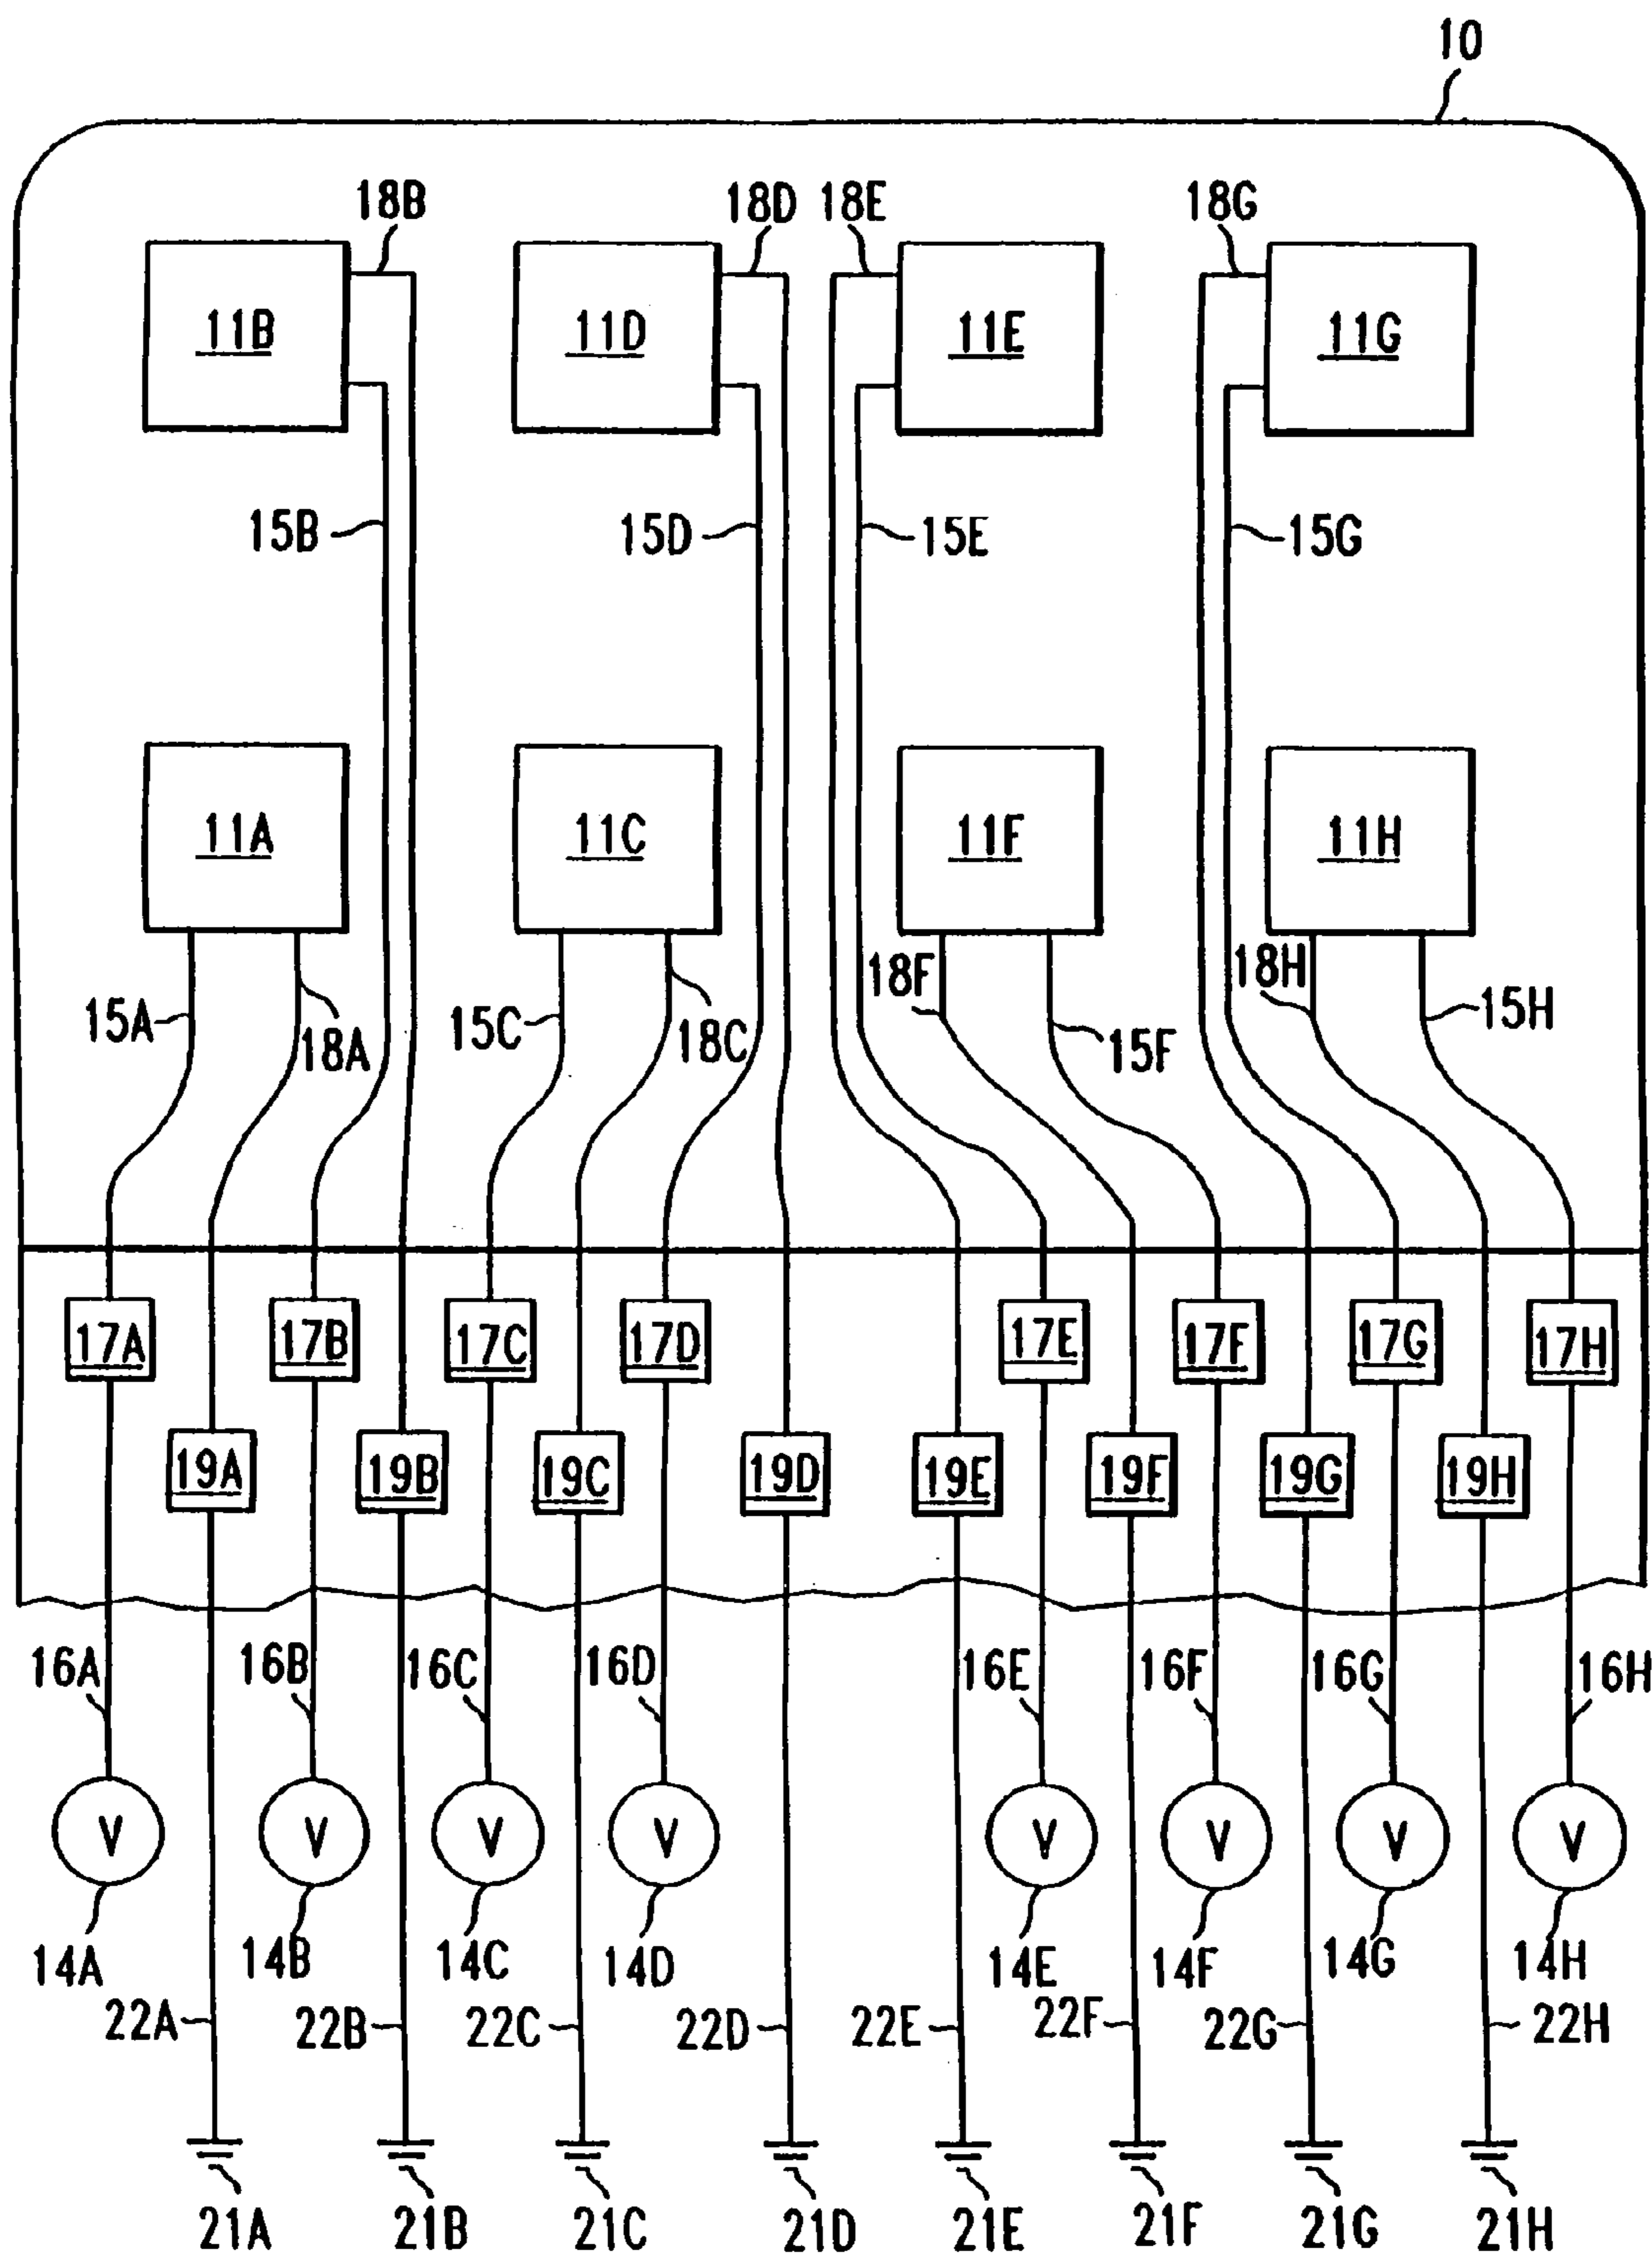 10
18B 18D 18E 18G
11B 11D 11E 11G
15B 15D 15E 15G
11A 11C 11F 11H
18F 18H
15A 18A 15C 18C 15F 15H
17A 17B 17C 17D 17E 17F 17G 17H
19A 19B 19C 19D 19E 19F 19G 19H
16A 16B 16C 16D 16E 16F 16G 16H
V V V V V V V V
14A 14B 14C 14D 14E 14F 14G 14H
22A 22B 22C 22D 22E 22F 22G 22H
21A 21B 21C 21D 21E 21F 21G 21H